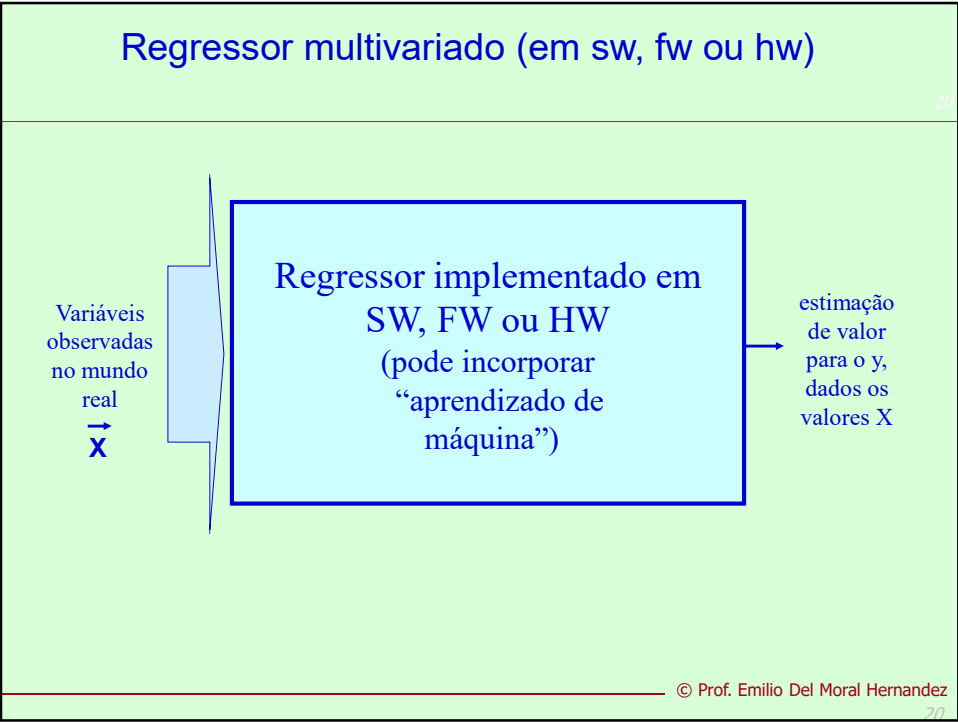 Regressor multivariado (em sw, fw ou hw)
20
Variáveis
observadas
no mundo
real
X
Regressor implementado em
SW, FW ou HW
(pode incorporar
“aprendizado de
máquina”)
estimação
de valor
para o y,
dados os
valores X
© Prof. Emilio Del Moral Hernandez
20